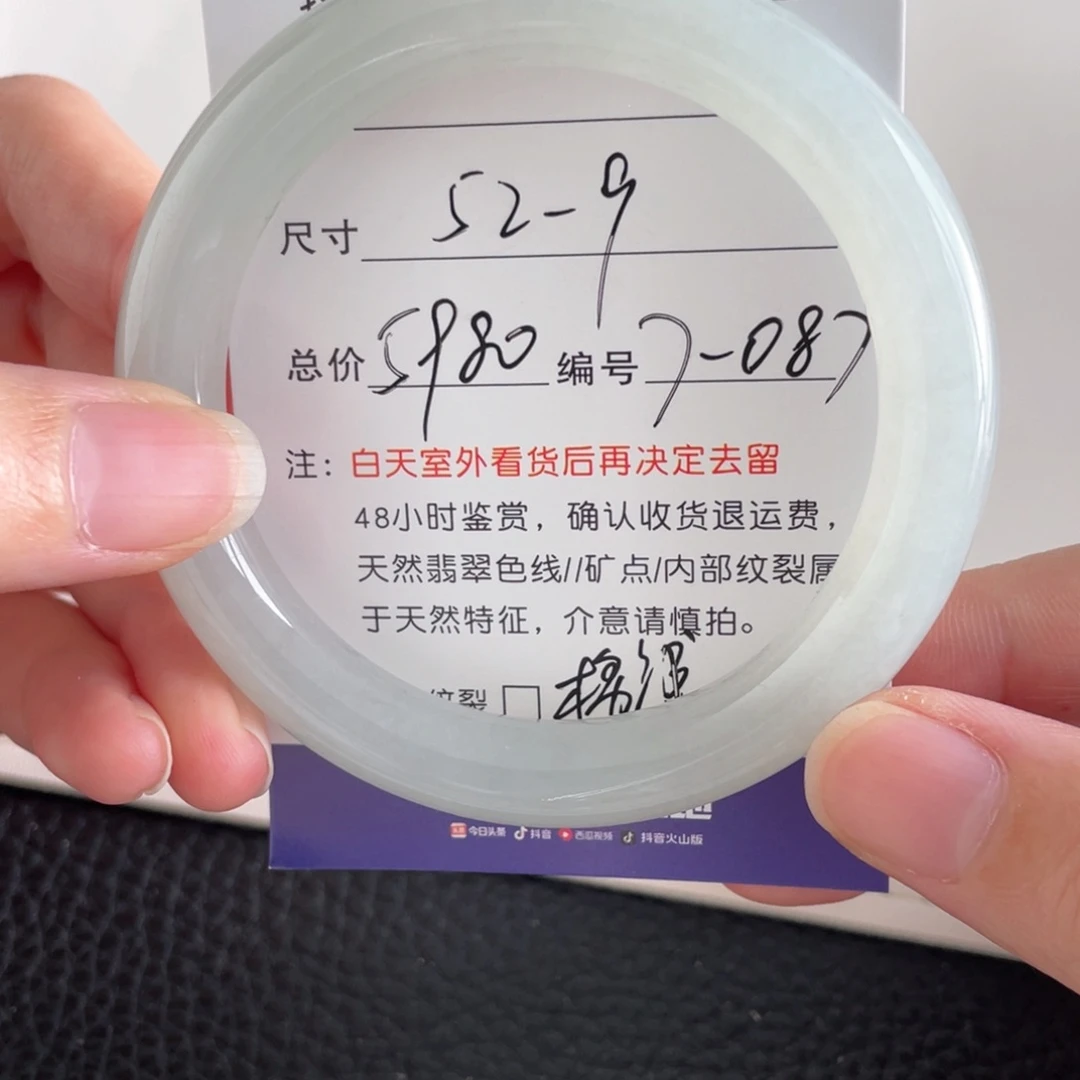 尺寸 52-9
总价 5980 编号 7-087
注：白天室外看货后再决定去留
48小时鉴赏，确认收货退运费，
天然翡翠色线//矿点/内部纹裂属
于天然特征，介意请慎拍。
纹裂 □ 棉
今日头条 抖音 西瓜视频 抖音火山版